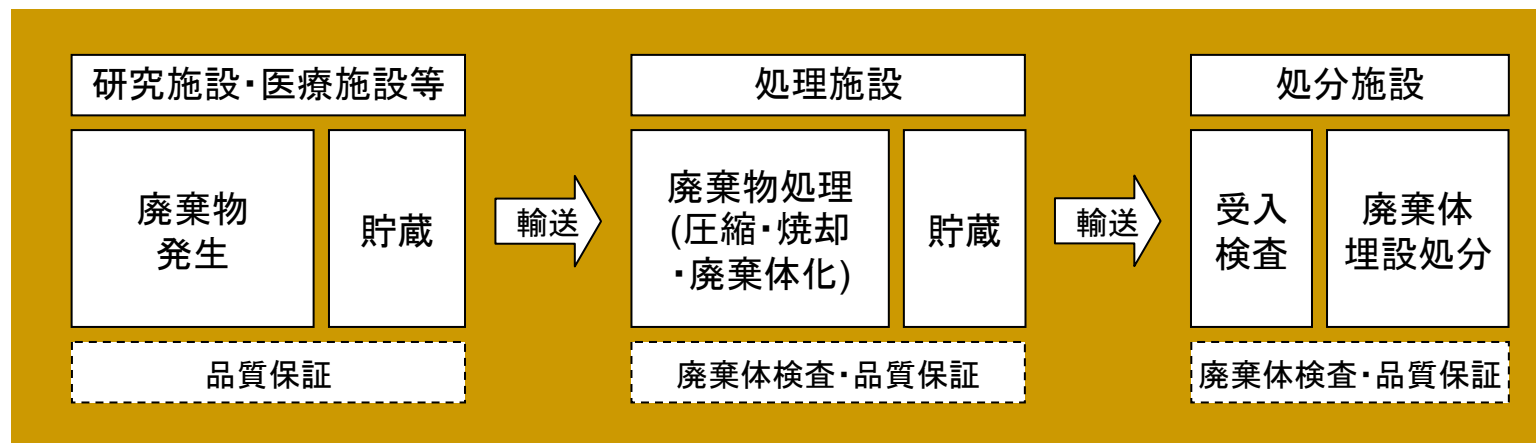 研究施設・医療施設等
廃棄物
発生
貯蔵
品質保証
輸送
処理施設
廃棄物処理
(圧縮・焼却
・廃棄体化)
貯蔵
廃棄体検査・品質保証
輸送
処分施設
受入
検査
廃棄体
埋設処分
廃棄体検査・品質保証